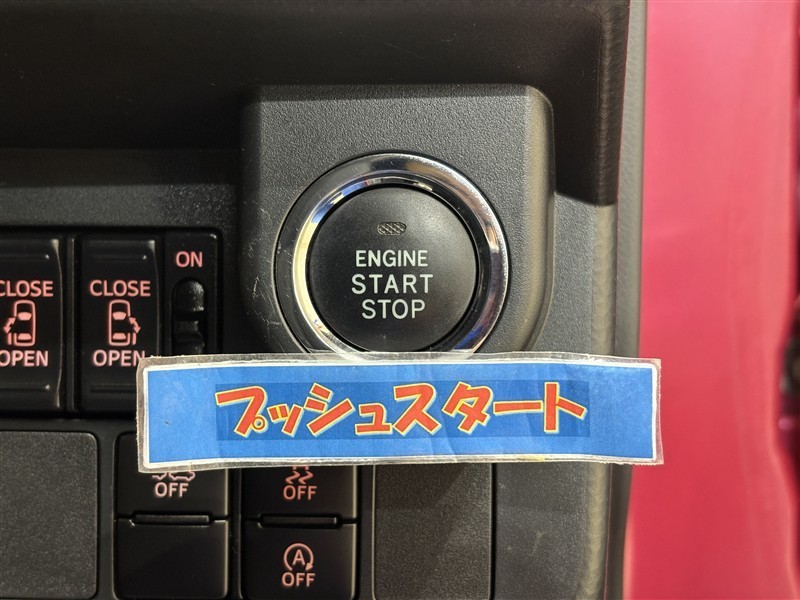 ENGINE
START
STOP
ON
CLOSE
OPEN
CLOSE
OPEN
プッシュスタート
OFF
OFF
A
OFF